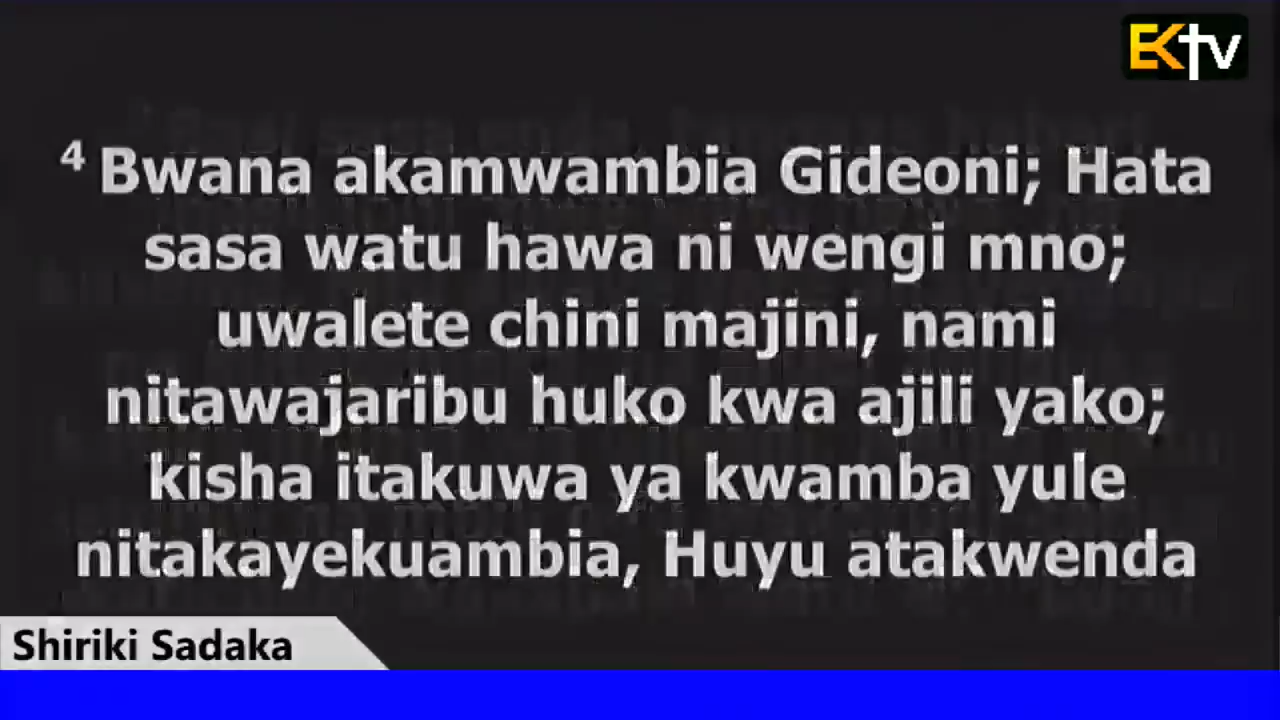 EKTV
⁴ Bwana akamwambia Gideoni; Hata
sasa watu hawa ni wengi mno;
uwalete chini majini, nami
nitawajaribu huko kwa ajili yako;
kisha itakuwa ya kwamba yule
nitakayekuambia, Huyu atakwenda
Shiriki Sadaka